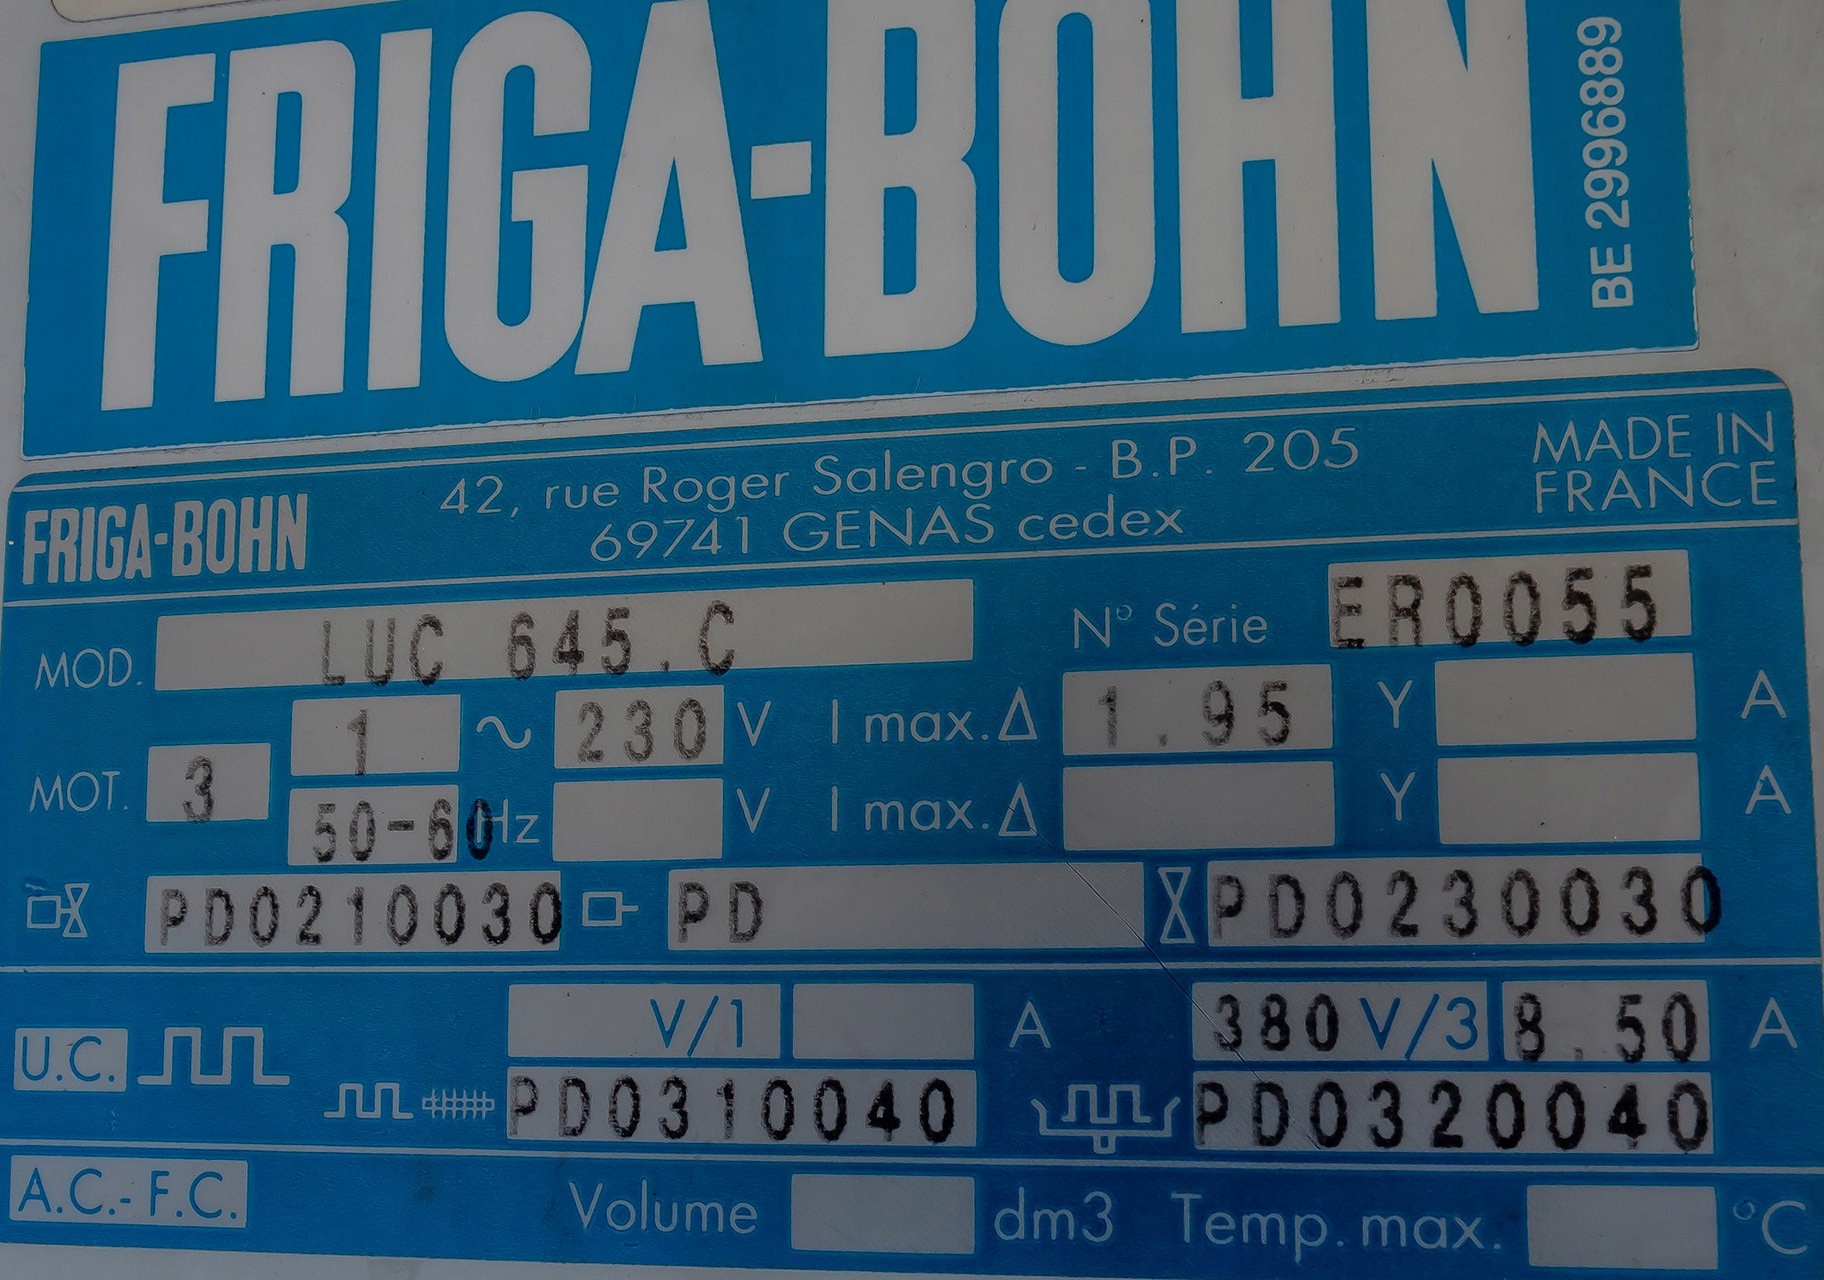 FRIGA-BOHN
BE 2996889
FRIGA-BOHN 42, rue Roger Salengro - B.P. 205 MADE IN
69741 GENAS cedex FRANCE
MOD. LUC 645.C N° Série ER0055
MOT. 3 1 ~ 230 V I max. Δ 1.95 Y A
50-60 Hz V I max. Δ Y A
PD0210030 PD PD0230030
U.C. V/1 A 380 V/3 8.50 A
PD0310040 PD0320040
A.C.- F.C. Volume dm3 Temp. max. °C